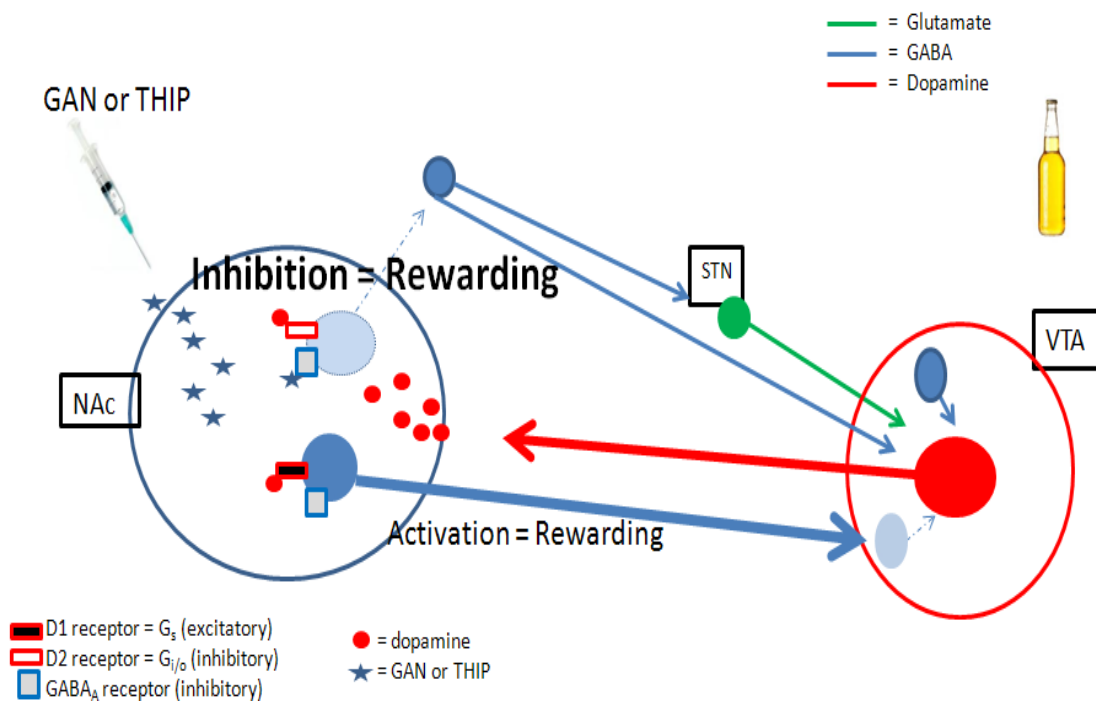 = Glutamate
= GABA
= Dopamine
GAN or THIP
STN
Inhibition = Rewarding
VTA
NAc
Activation = Rewarding
D1 receptor = Gs (excitatory)
D2 receptor = Gi/o (inhibitory)
GABAA receptor (inhibitory)
= dopamine
= GAN or THIP